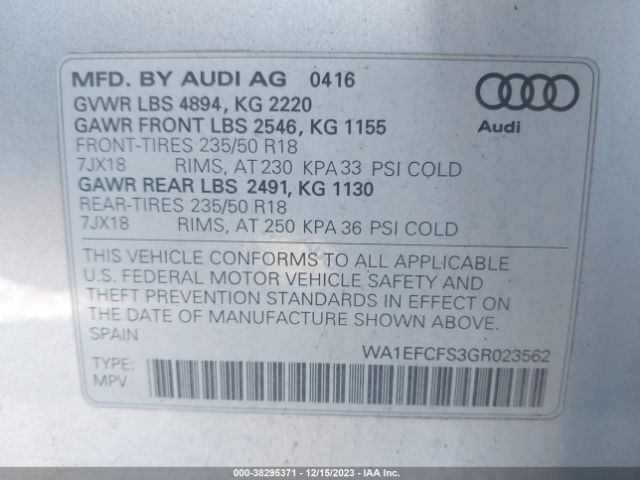 MFD. BY AUDI AG 0416
GVWR LBS 4894, KG 2220
GAWR FRONT LBS 2546, KG 1155
FRONT-TIRES 235/50 R18
7JX18 RIMS, AT 230 KPA 33 PSI COLD
GAWR REAR LBS 2491, KG 1130
REAR-TIRES 235/50 R18
7JX18 RIMS, AT 250 KPA 36 PSI COLD
Audi
THIS VEHICLE CONFORMS TO ALL APPLICABLE
U.S. FEDERAL MOTOR VEHICLE SAFETY AND
THEFT PREVENTION STANDARDS IN EFFECT ON
THE DATE OF MANUFACTURE SHOWN ABOVE.
SPAIN
WA1EFCFS3GR023562
TYPE:
MPV
© 38295371 - 12/15/2023 - IAA Inc.